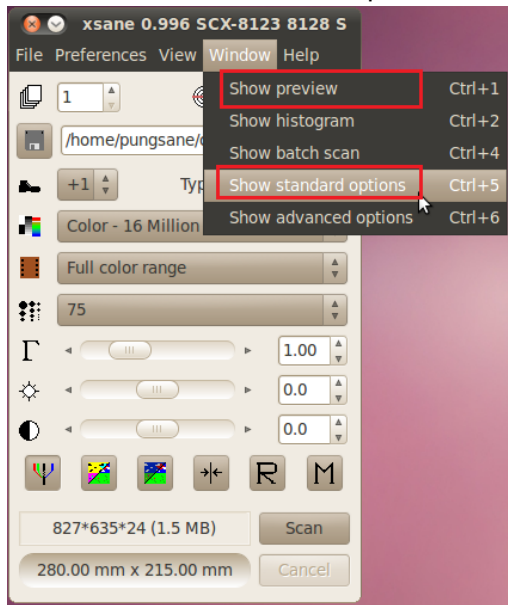 xsane 0.996 SCX-8123 8128 S
File Preferences View Window Help
Show preview Ctrl+1
Show histogram Ctrl+2
Show batch scan Ctrl+4
Show standard options Ctrl+5
Show advanced options Ctrl+6
1
/home/pungsane/
+1 Typ
Color - 16 Million
Full color range
75
Γ 1.00
0.0
0.0
R M
827*635*24 (1.5 MB) Scan
280.00 mm x 215.00 mm Cancel